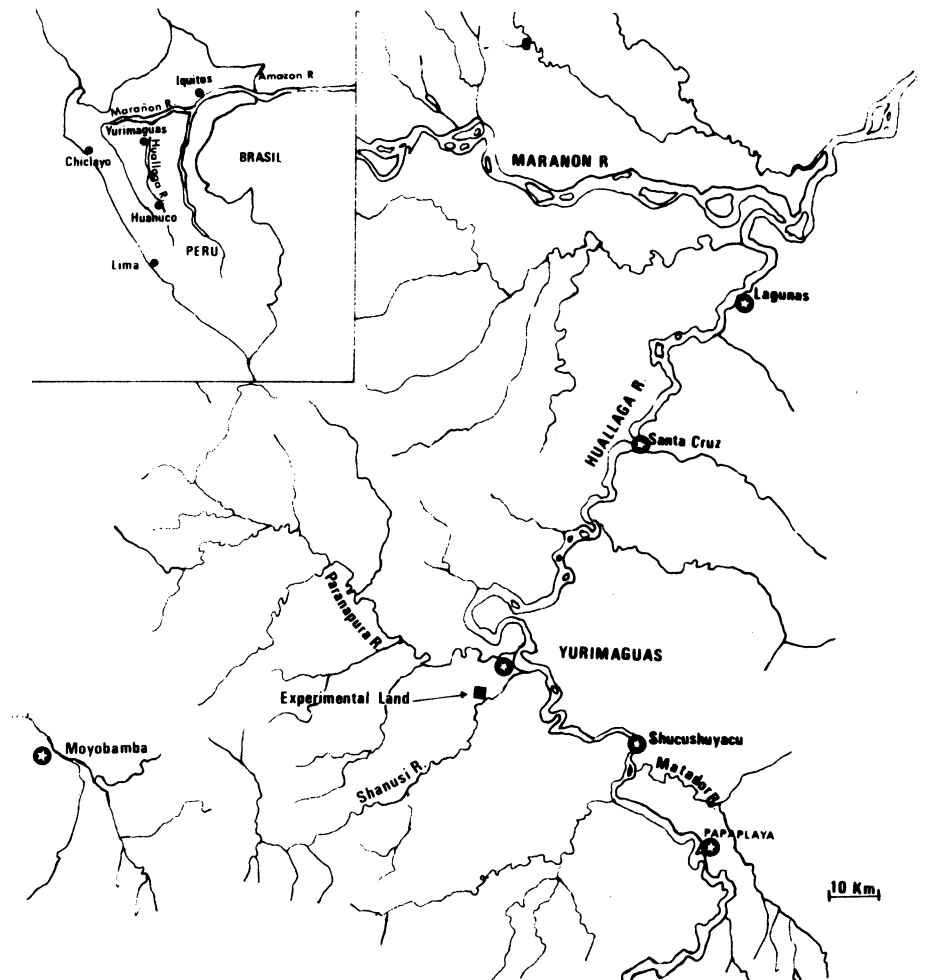 Iquitos
Amazon R
Marañon R.
Yurimaguas
Huallaga R.
Chiclayo
BRASIL
Huanuco
PERU
Lima
MARANON R
Lagunas
HUALLAGA R.
Santa Cruz
Paranapura R.
YURIMAGUAS
Experimental Land
Moyobamba
Shucushuyacu
Shanusi R.
Matador R.
PAPAPLAYA
10 Km